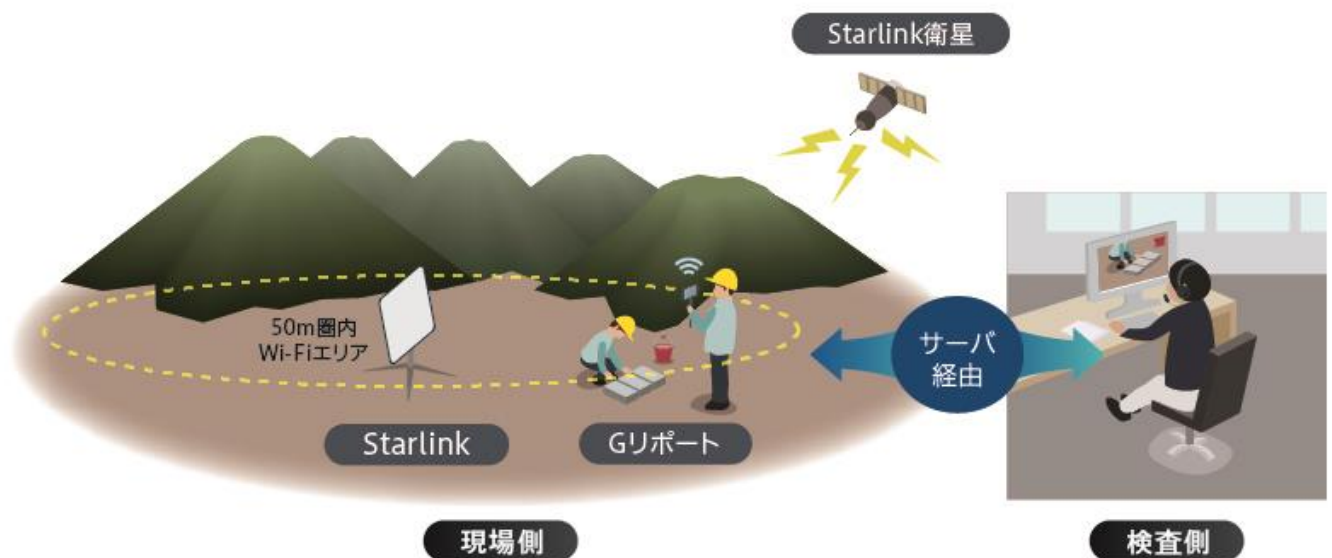 Starlink衛星
50m圏内
Wi-Fiエリア
サーバ
経由
Starlink
Gリポート
現場側
検査側